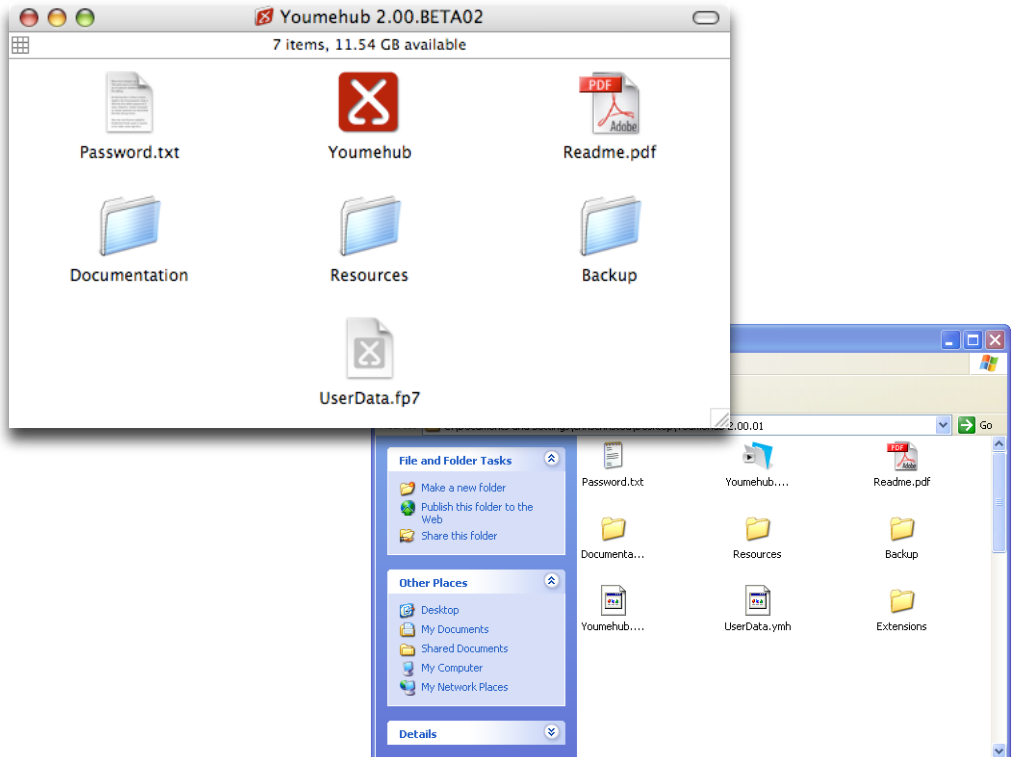 Youmehub 2.00.BETA02
7 items, 11.54 GB available
PDF
Adobe
Password.txt
Youmehub
Readme.pdf
Documentation
Resources
Backup
UserData.fp7
2.00.01
Go
File and Folder Tasks
Make a new folder
Publish this folder to the
Web
Share this folder
Other Places
Desktop
My Documents
Shared Documents
My Computer
My Network Places
Details
PDF
Adobe
Password.txt
Youmehub....
Readme.pdf
Documenta...
Resources
Backup
Youmehub....
UserData.ymh
Extensions